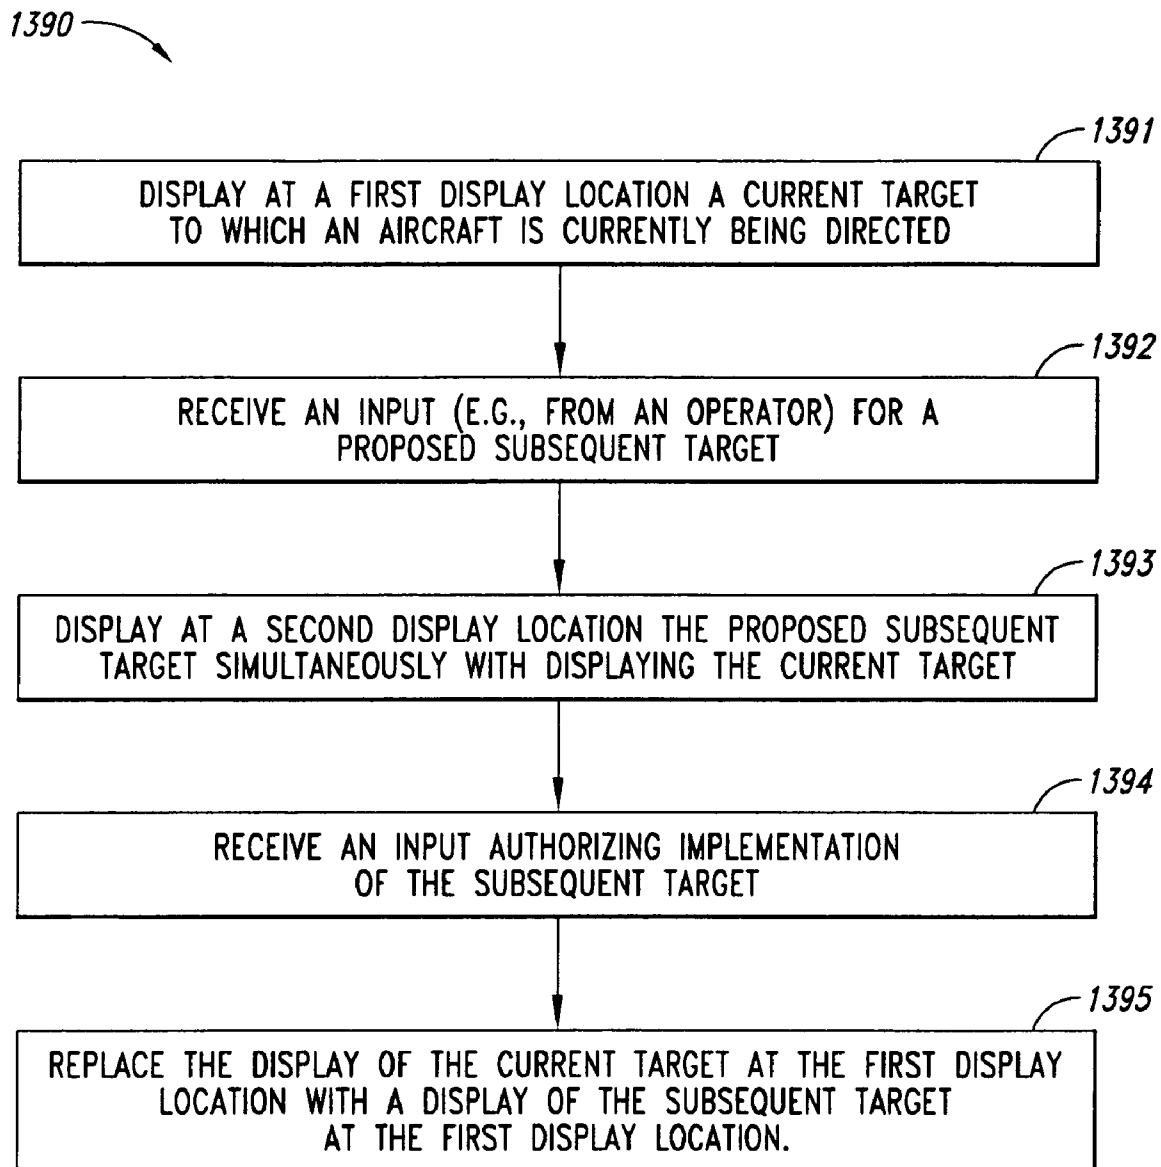 1390
1391
DISPLAY AT A FIRST DISPLAY LOCATION A CURRENT TARGET
TO WHICH AN AIRCRAFT IS CURRENTLY BEING DIRECTED
1392
RECEIVE AN INPUT (E.G., FROM AN OPERATOR) FOR A
PROPOSED SUBSEQUENT TARGET
1393
DISPLAY AT A SECOND DISPLAY LOCATION THE PROPOSED SUBSEQUENT
TARGET SIMULTANEOUSLY WITH DISPLAYING THE CURRENT TARGET
1394
RECEIVE AN INPUT AUTHORIZING IMPLEMENTATION
OF THE SUBSEQUENT TARGET
1395
REPLACE THE DISPLAY OF THE CURRENT TARGET AT THE FIRST DISPLAY
LOCATION WITH A DISPLAY OF THE SUBSEQUENT TARGET
AT THE FIRST DISPLAY LOCATION.